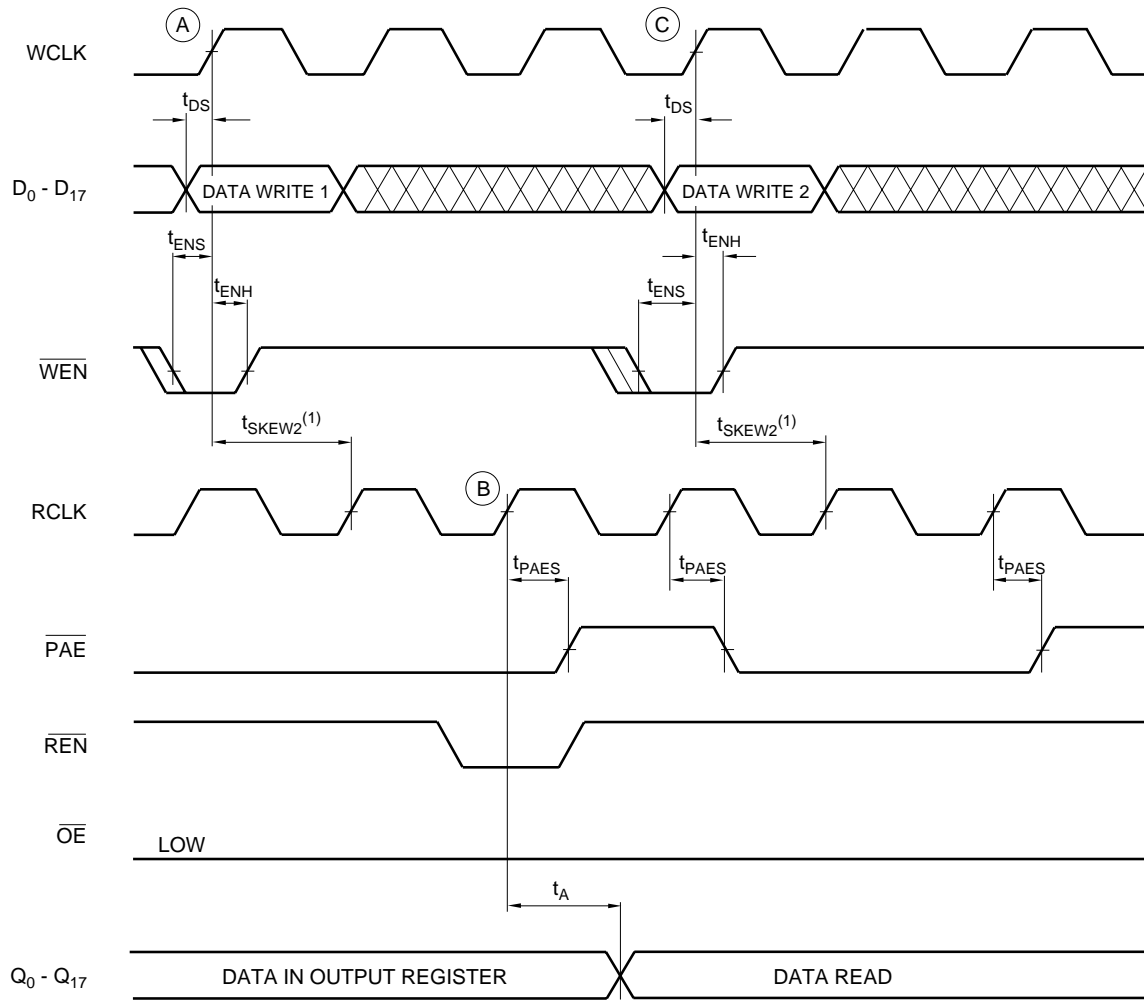 A C
WCLK
tDS tDS
D0 - D17 DATA WRITE 1 DATA WRITE 2
tENS tENH
tENH tENS
WEN
tSKEW2(1) tSKEW2(1)
B
RCLK
tPAES tPAES tPAES
PAE
REN
OE
LOW
tA
Q0 - Q17 DATA IN OUTPUT REGISTER DATA READ